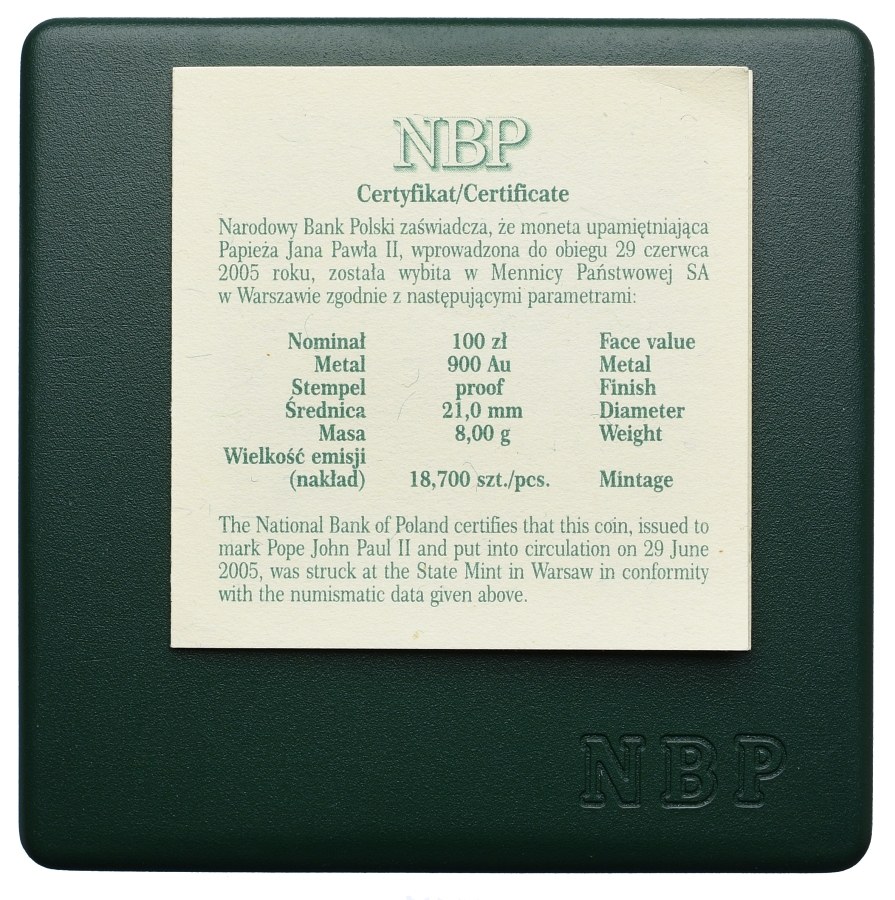 NBP
Certyfikat/Certificate
Narodowy Bank Polski zaświadcza, że moneta upamiętniająca
Papieża Jana Pawła II, wprowadzona do obiegu 29 czerwca
2005 roku, została wybita w Mennicy Państwowej SA
w Warszawie zgodnie z następującymi parametrami:
Nominał 100 zł Face value
Metal 900 Au Metal
Stempel proof Finish
Średnica 21,0 mm Diameter
Masa 8,00 g Weight
Wielkość emisji
(nakład) 18,700 szt./pcs. Mintage
The National Bank of Poland certifies that this coin, issued to
mark Pope John Paul II and put into circulation on 29 June
2005, was struck at the State Mint in Warsaw in conformity
with the numismatic data given above.
NBP